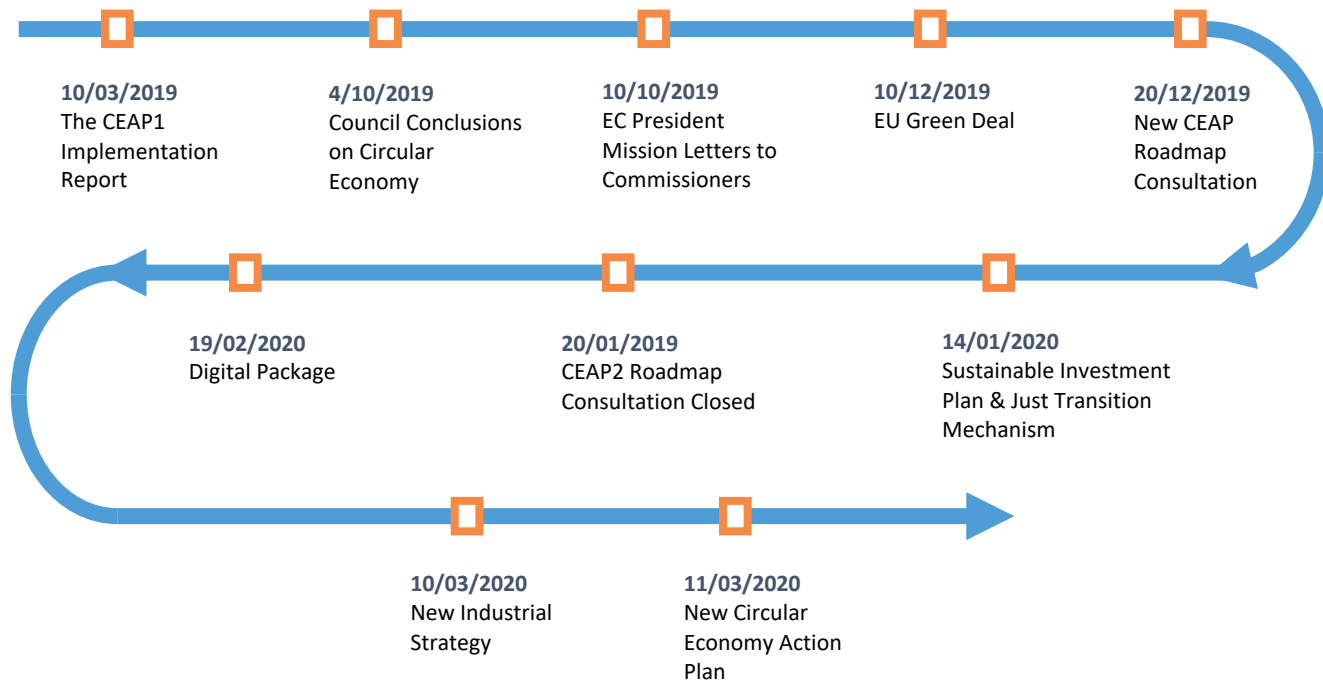 10/03/2019
The CEAP1
Implementation
Report
4/10/2019
Council Conclusions
on Circular
Economy
10/10/2019
EC President
Mission Letters to
Commissioners
10/12/2019
EU Green Deal
20/12/2019
New CEAP
Roadmap
Consultation
14/01/2020
Sustainable Investment
Plan & Just Transition
Mechanism
20/01/2019
CEAP2 Roadmap
Consultation Closed
19/02/2020
Digital Package
10/03/2020
New Industrial
Strategy
11/03/2020
New Circular
Economy Action
Plan